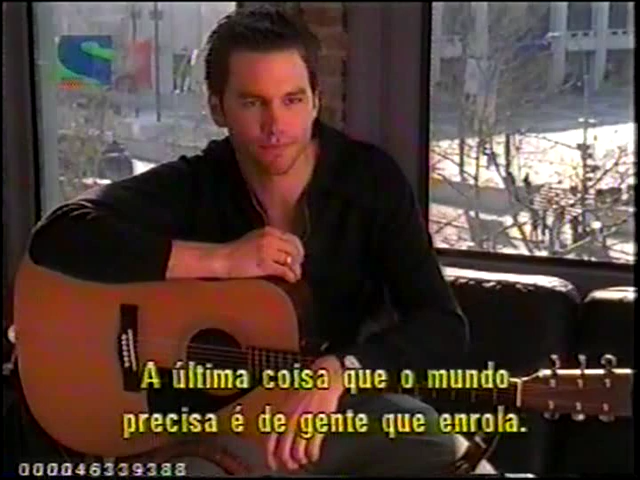 A última coisa que o mundo
precisa é de gente que enrola.
000046339388